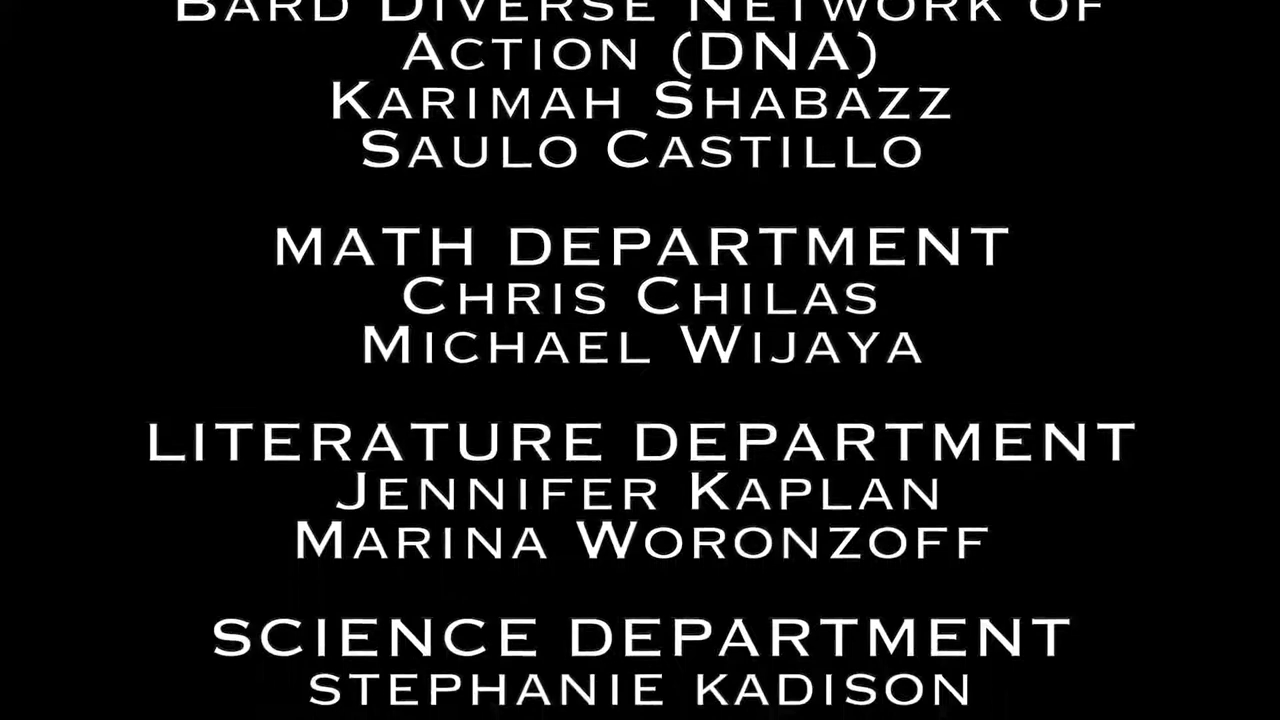 BARD DIVERSE NETWORK OF
ACTION (DNA)
KARIMAH SHABAZZ
SAULO CASTILLO
MATH DEPARTMENT
CHRIS CHILAS
MICHAEL WIJAYA
LITERATURE DEPARTMENT
JENNIFER KAPLAN
MARINA WORONZOFF
SCIENCE DEPARTMENT
STEPHANIE KADISON